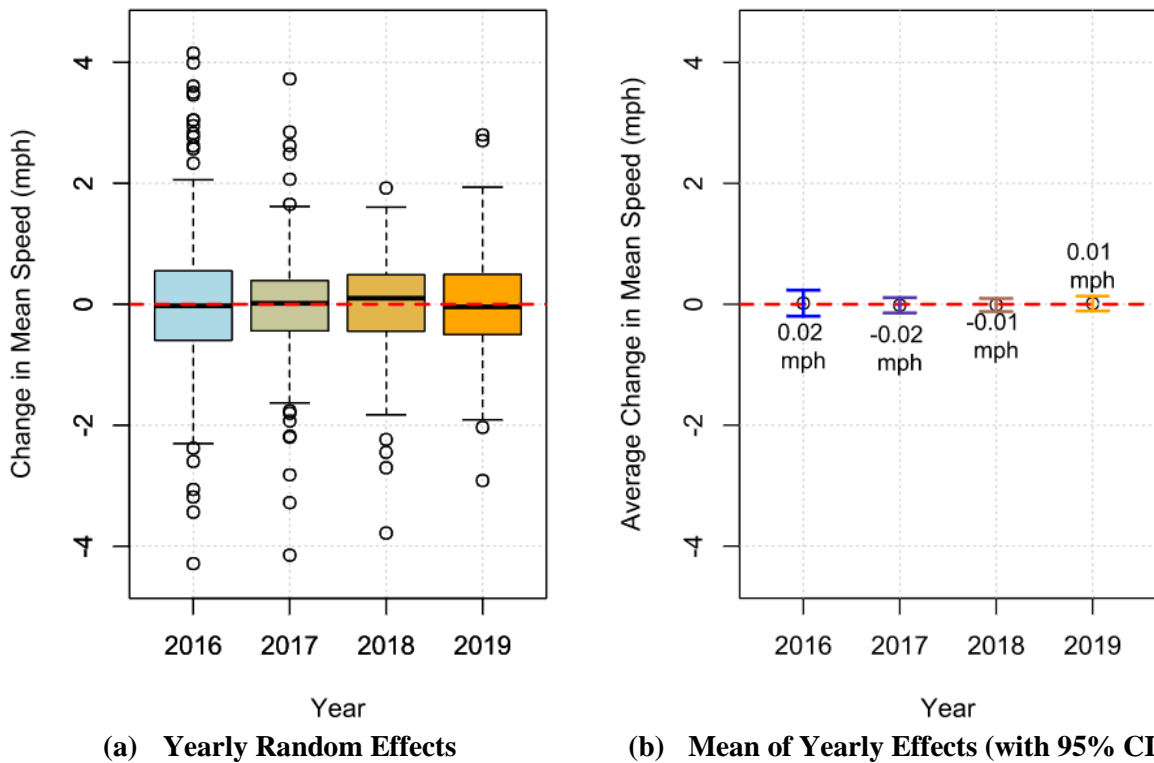 Change in Mean Speed (mph)
4
2
0
-2
-4
2016 2017 2018 2019
Year
(a) Yearly Random Effects
Average Change in Mean Speed (mph)
4
2
0
-2
-4
0.02
mph
-0.02
mph
-0.01
mph
0.01
mph
2016 2017 2018 2019
Year
(b) Mean of Yearly Effects (with 95% CI